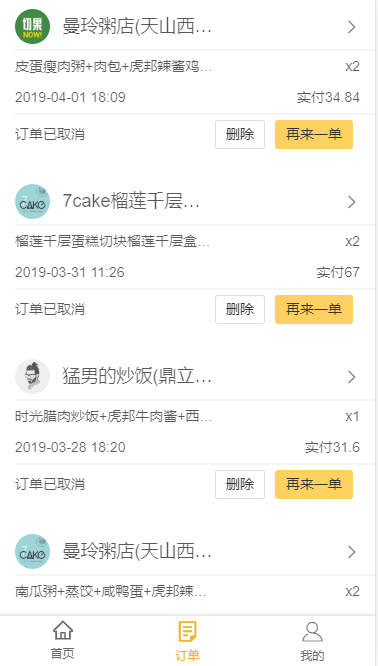 切果
NOW!
曼玲粥店(天山西...
皮蛋瘦肉粥+肉包+虎邦辣酱鸡...
x2
2019-04-01 18:09
实付34.84
订单已取消
删除
再来一单
7
CAKE
7cake榴莲千层...
榴莲千层蛋糕切块榴莲千层盒...
x2
2019-03-31 11:26
实付67
订单已取消
删除
再来一单
猛男的炒饭(鼎立...
时光腊肉炒饭+虎邦牛肉酱+西...
x1
2019-03-28 18:20
实付31.6
订单已取消
删除
再来一单
7
CAKE
曼玲粥店(天山西...
南瓜粥+蒸饺+咸鸭蛋+虎邦辣...
x2
首页
订单
我的